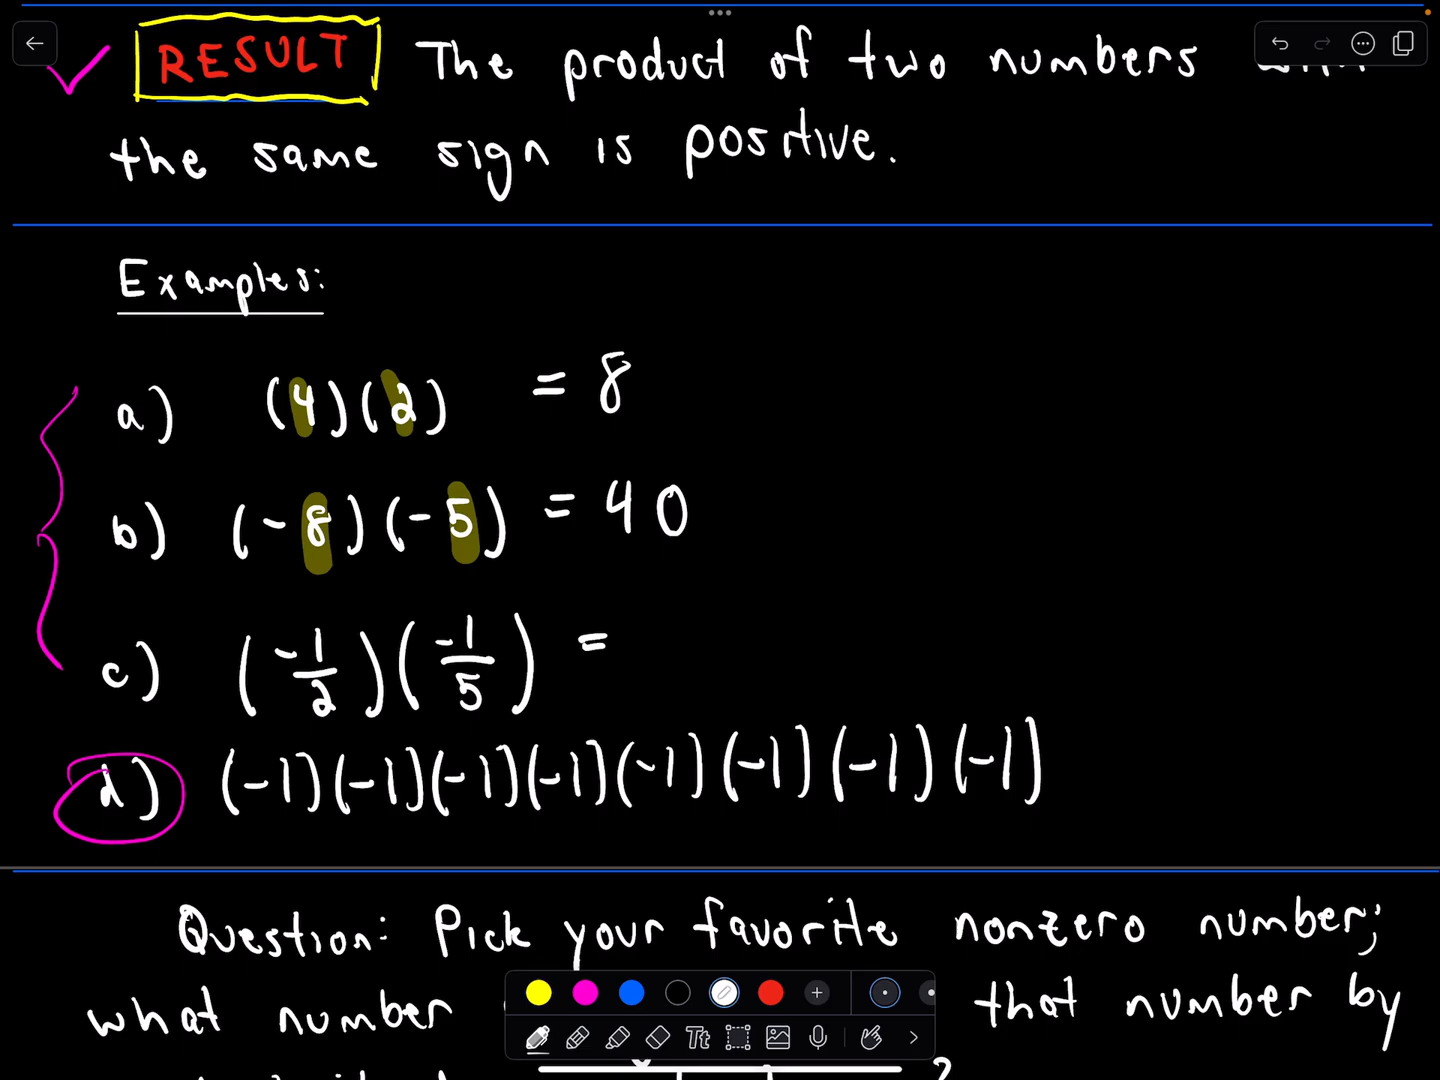 RESULT The product of two numbers
the same sign is positive.
Examples:
a) (4)(2) = 8
b) (-8)(-5) = 40
c) (-1/2)(-1/5) =
d) (-1)(-1)(-1)(-1)(-1)(-1)(-1)(-1)
Question: Pick your favorite nonzero number;
what number that number by
?
Tt